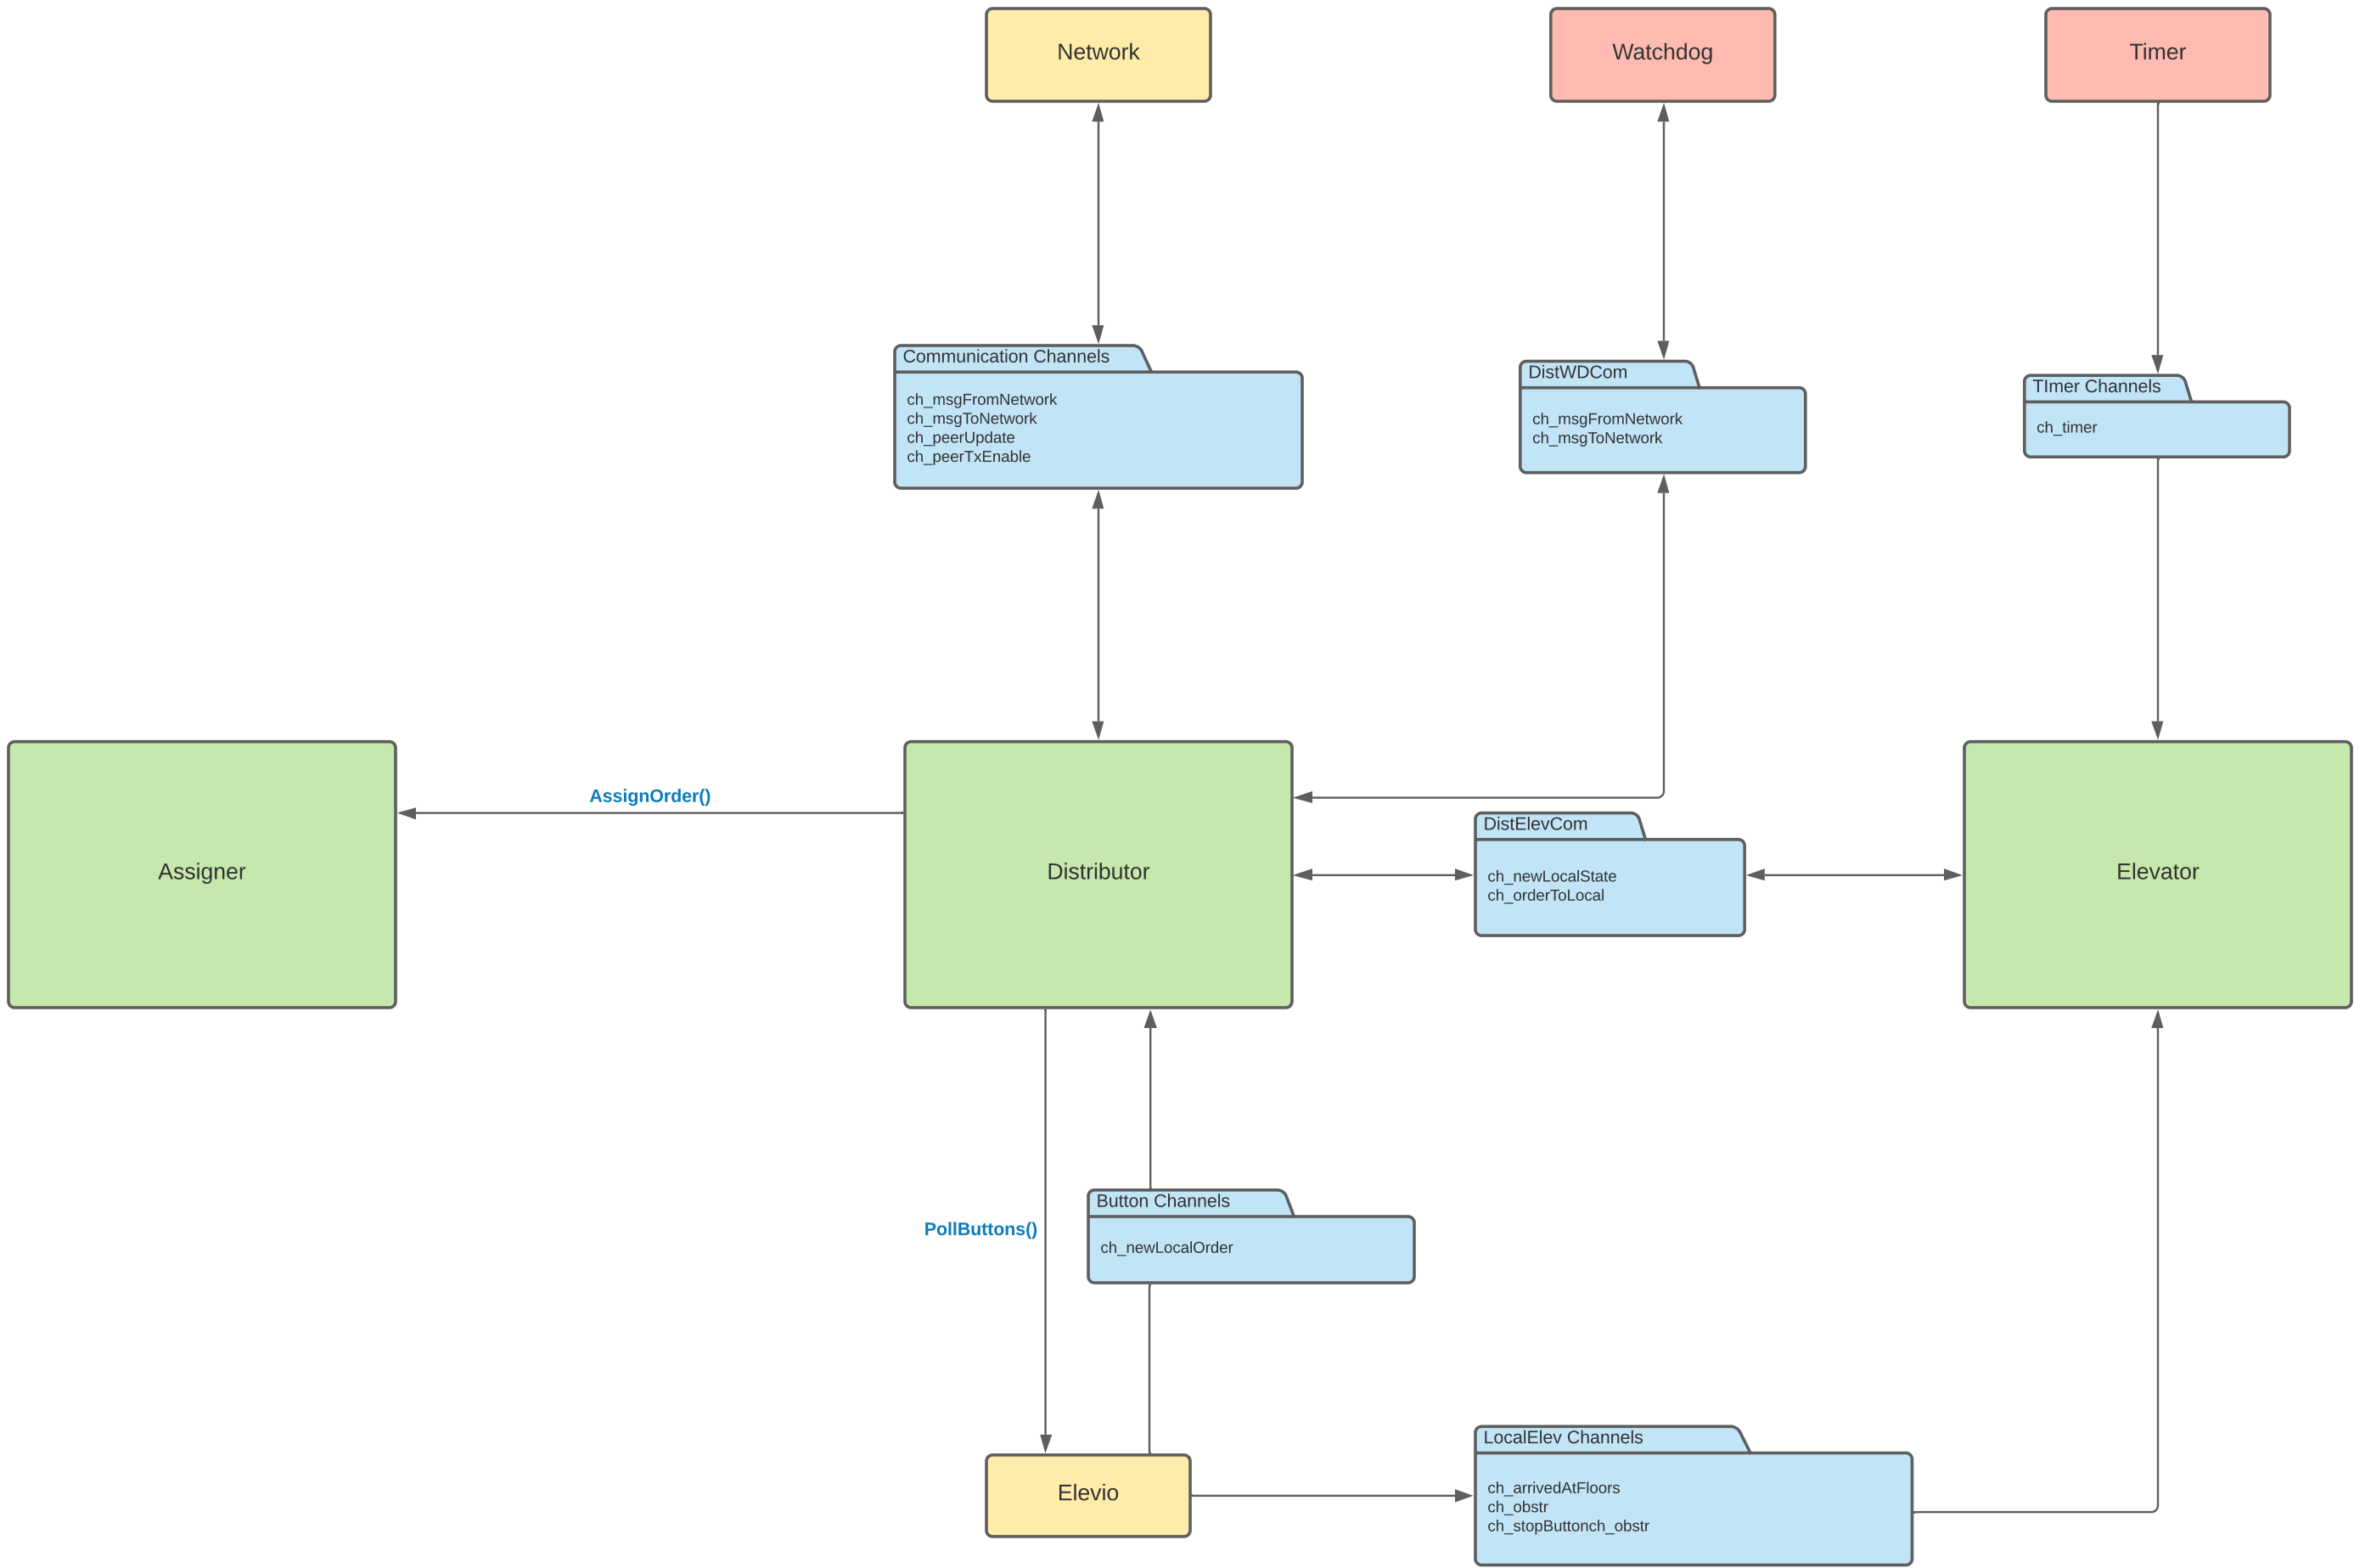 Network
Watchdog
Timer
Communication Channels
ch_msgFromNetwork
ch_msgToNetwork
ch_peerUpdate
ch_peerTxEnable
DistWDCom
ch_msgFromNetwork
ch_msgToNetwork
TImer Channels
ch_timer
AssignOrder()
Assigner
Distributor
DistElevCom
ch_newLocalState
ch_orderToLocal
Elevator
PollButtons()
Button Channels
ch_newLocalOrder
Elevio
LocalElev Channels
ch_arrivedAtFloors
ch_obstr
ch_stopButtonch_obstr